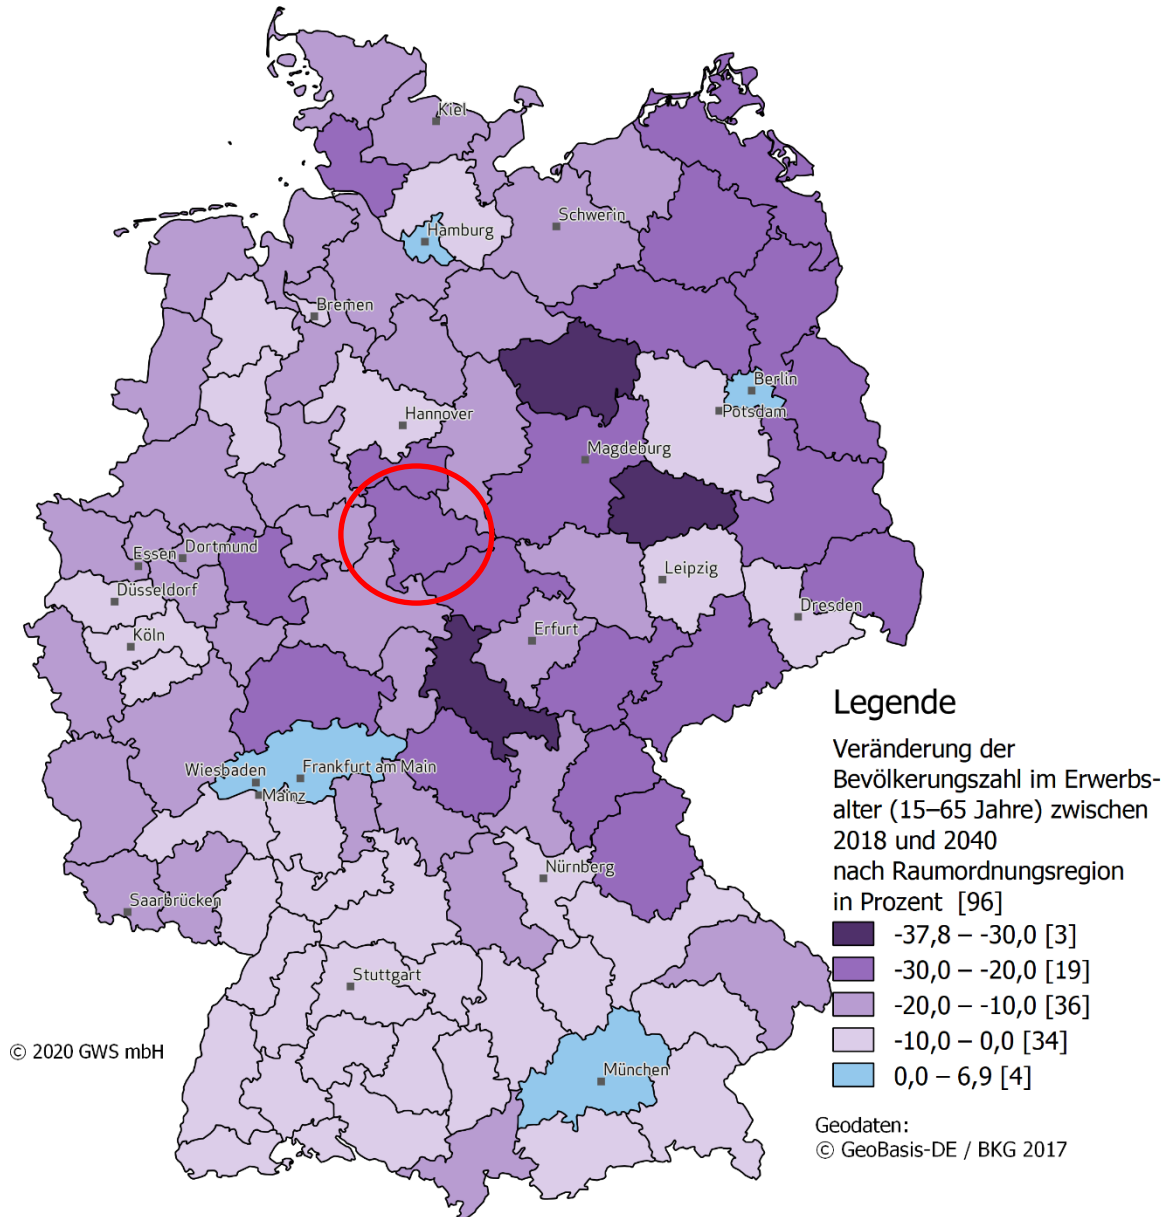 Kiel
Schwerin
Hamburg
Bremen
Berlin
Potsdam
Hannover
Magdeburg
Dortmund
Essen
Düsseldorf
Leipzig
Dresden
Köln
Erfurt
Wiesbaden
Frankfurt am Main
Mainz
Nürnberg
Saarbrücken
Stuttgart
München
Legende
Veränderung der
Bevölkerungszahl im Erwerbs-
alter (15–65 Jahre) zwischen
2018 und 2040
nach Raumordnungsregion
in Prozent [96]
-37,8 – -30,0 [3]
-30,0 – -20,0 [19]
-20,0 – -10,0 [36]
-10,0 – 0,0 [34]
0,0 – 6,9 [4]
© 2020 GWS mbH
Geodaten:
© GeoBasis-DE / BKG 2017